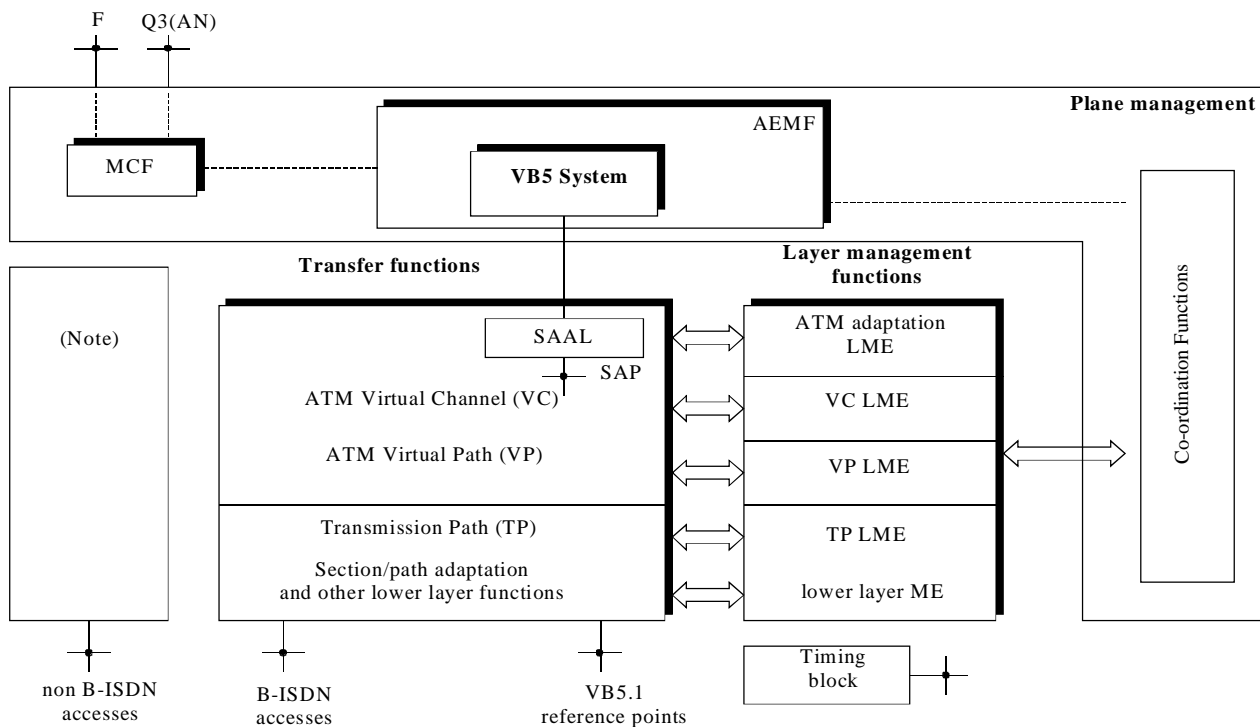 F
Q3(AN)
Plane management
AEMF
MCF
VB5 System
Transfer functions
Layer management
functions
(Note)
SAAL
SAP
ATM adaptation
LME
ATM Virtual Channel (VC)
VC LME
ATM Virtual Path (VP)
VP LME
Co-ordination Functions
Transmission Path (TP)
TP LME
Section/path adaptation
and other lower layer functions
lower layer ME
Timing
block
non B-ISDN
accesses
B-ISDN
accesses
VB5.1
reference points